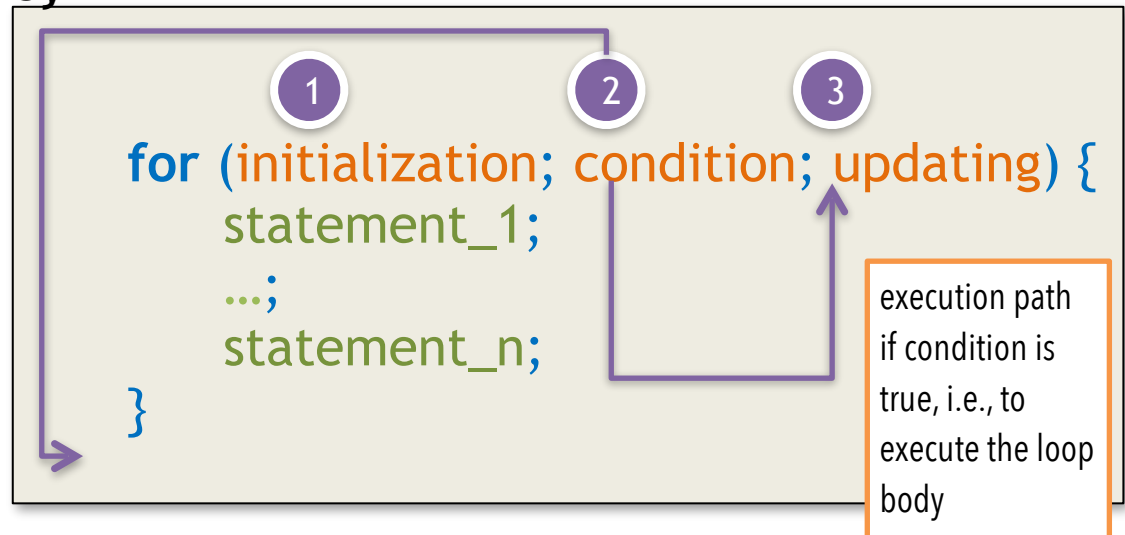 1 2 3
for (initialization; condition; updating) {
statement_1;
...;
statement_n;
}
execution path
if condition is
true, i.e., to
execute the loop
body